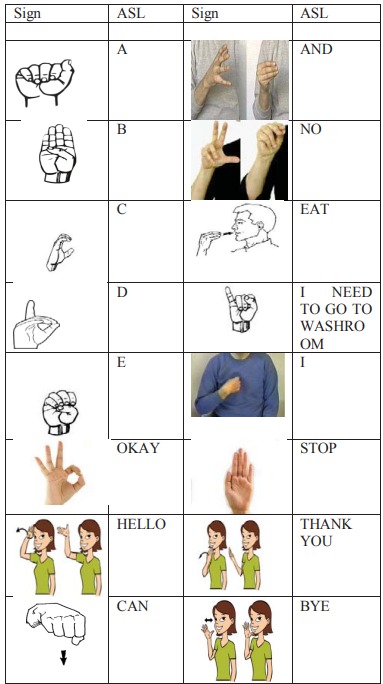 Sign ASL Sign ASL
A AND
B NO
C EAT
D I NEED
TO GO TO
WASHRO
OM
E I
OKAY STOP
HELLO THANK
YOU
CAN BYE